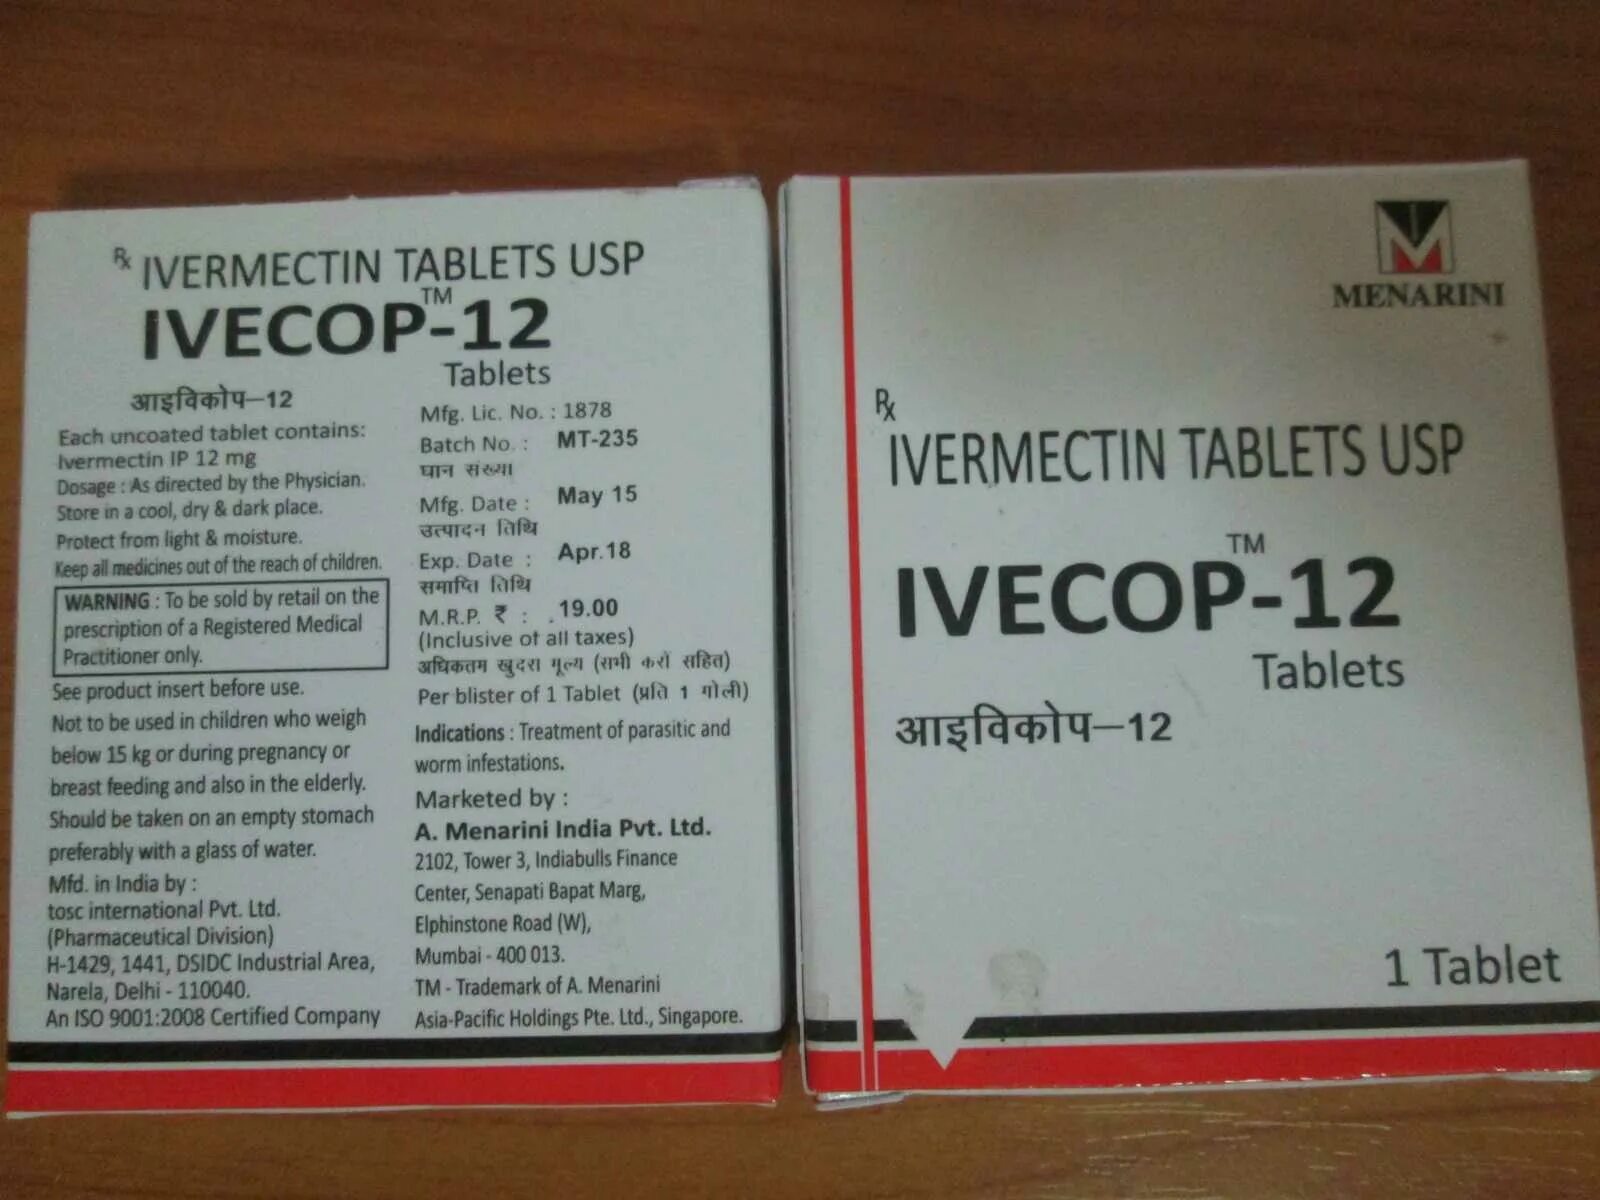 Rx IVERMECTIN TABLETS USP
IVECOP™-12
Tablets
आइविकोप–12
Each uncoated tablet contains:
Ivermectin IP 12 mg
Dosage : As directed by the Physician.
Store in a cool, dry & dark place.
Protect from light & moisture.
Keep all medicines out of the reach of children.
WARNING : To be sold by retail on the
prescription of a Registered Medical
Practitioner only.
See product insert before use.
Not to be used in children who weigh
below 15 kg or during pregnancy or
breast feeding and also in the elderly.
Should be taken on an empty stomach
preferably with a glass of water.
Mfd. in India by :
tosc international Pvt. Ltd.
(Pharmaceutical Division)
H-1429, 1441, DSIDC Industrial Area,
Narela, Delhi - 110040.
An ISO 9001:2008 Certified Company
Mfg. Lic. No. : 1878
Batch No. : MT-235
घान संख्या
Mfg. Date : May 15
उत्पादन तिथि
Exp. Date : Apr.18
समाप्ति तिथि
M.R.P. ₹ : .19.00
(Inclusive of all taxes)
अधिकतम खुदरा मूल्य (सभी करों सहित)
Per blister of 1 Tablet (प्रति 1 गोली)
Indications : Treatment of parasitic and
worm infestations.
Marketed by :
A. Menarini India Pvt. Ltd.
2102, Tower 3, Indiabulls Finance
Center, Senapati Bapat Marg,
Elphinstone Road (W),
Mumbai - 400 013.
TM - Trademark of A. Menarini
Asia-Pacific Holdings Pte. Ltd., Singapore.
MENARINI
Rx
IVERMECTIN TABLETS USP
IVECOP™-12
Tablets
आइविकोप–12
1 Tablet